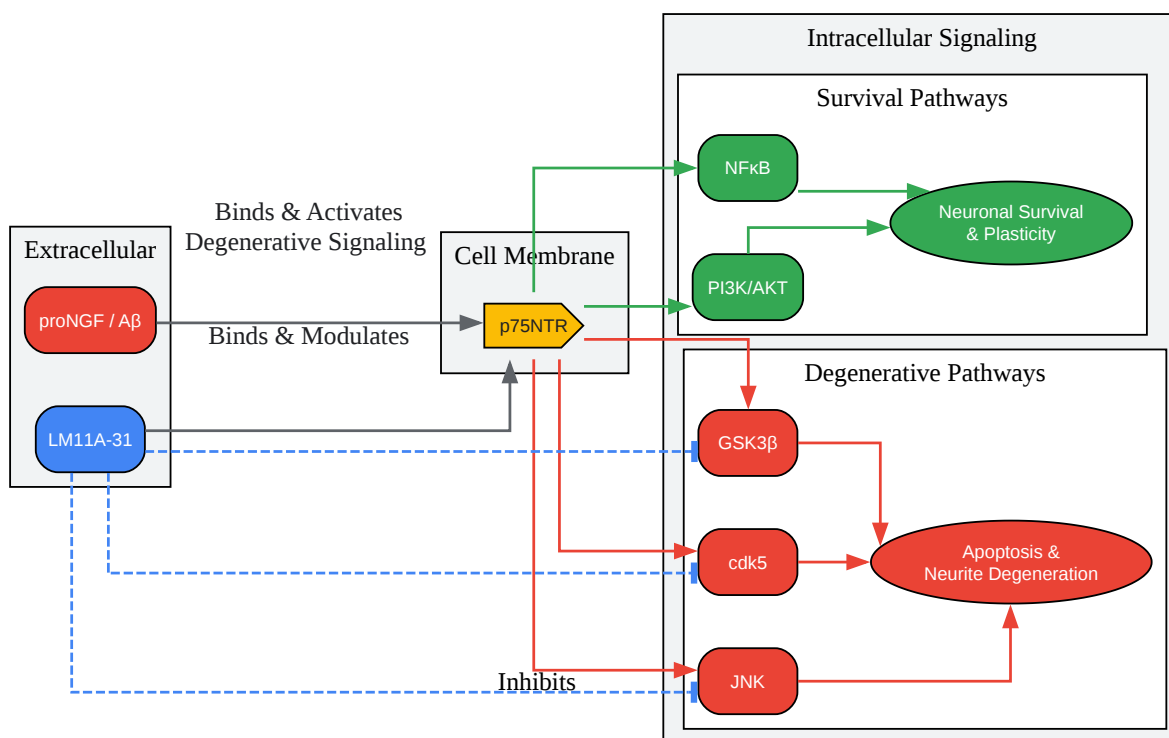 Intracellular Signaling
Survival Pathways
NFκB
Binds & Activates
Degenerative Signaling
Neuronal Survival
& Plasticity
Extracellular
Cell Membrane
PI3K/AKT
proNGF / Aβ
p75NTR
Binds & Modulates
Degenerative Pathways
LM11A-31
GSK3β
cdk5
Apoptosis &
Neurite Degeneration
JNK
Inhibits